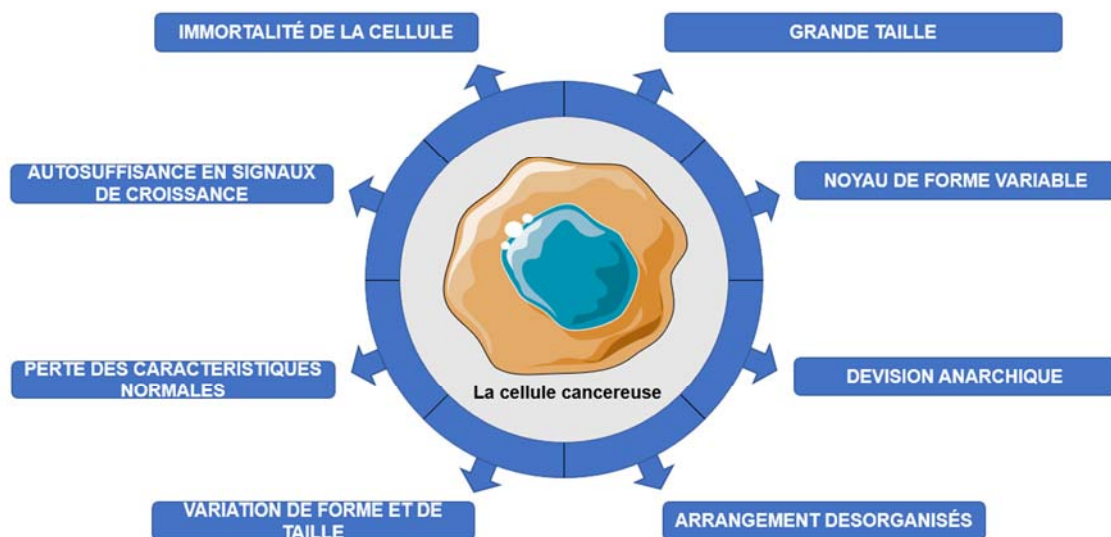 IMMORTALITÉ DE LA CELLULE
GRANDE TAILLE
AUTOSUFFISANCE EN SIGNAUX
DE CROISSANCE
NOYAU DE FORME VARIABLE
PERTE DES CARACTERISTIQUES
NORMALES
DEVISION ANARCHIQUE
La cellule cancereuse
VARIATION DE FORME ET DE
TAILLE
ARRANGEMENT DESORGANISÉS